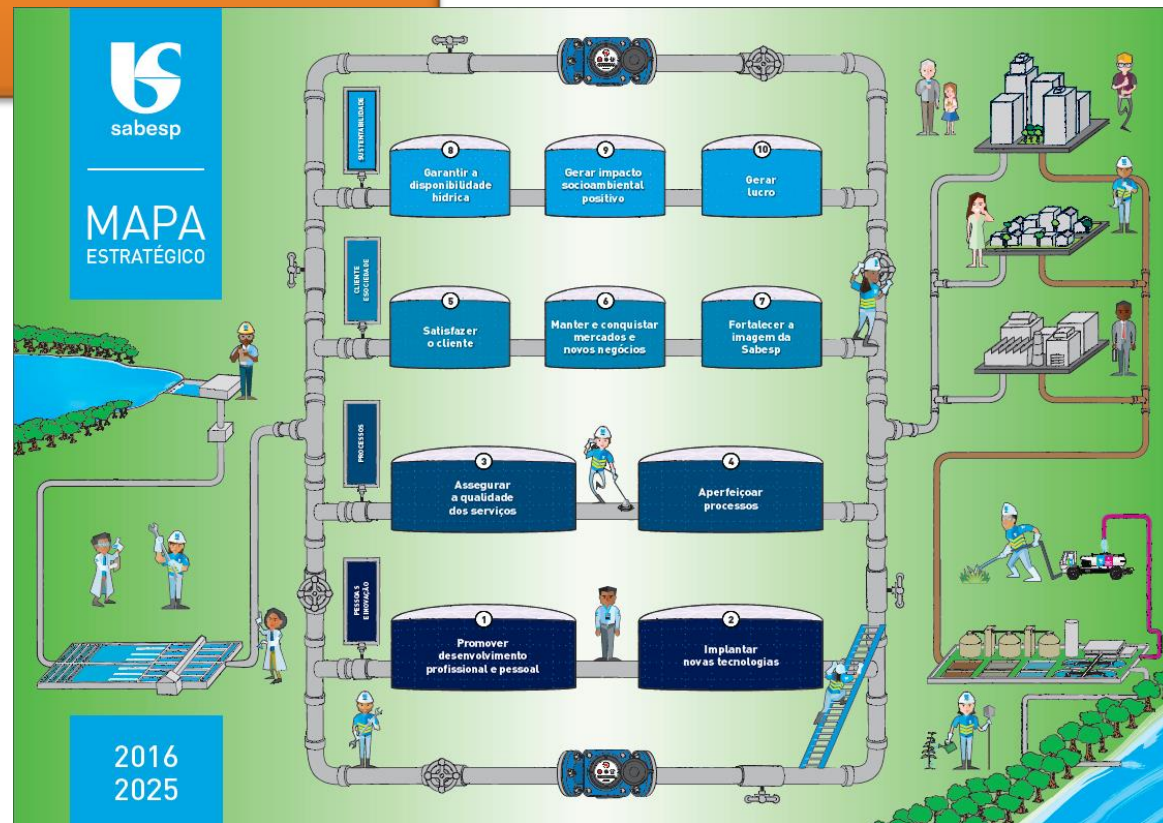 sabesp
MAPA
ESTRATÉGICO
SUSTENTABILIDADE
8
Garantir a
disponibilidade
hídrica
9
Gerar impacto
socioambiental
positivo
10
Gerar
lucro
CLIENTE
E SOCIEDADE
5
Satisfazer
o cliente
6
Manter e conquistar
mercados e
novos negócios
7
Fortalecer a
imagem da
Sabesp
PROCESSOS
3
Assegurar
a qualidade
dos serviços
4
Aperfeiçoar
processos
PESSOAS
E INOVAÇÃO
1
Promover
desenvolvimento
profissional e pessoal
2
Implantar
novas tecnologias
2016
2025